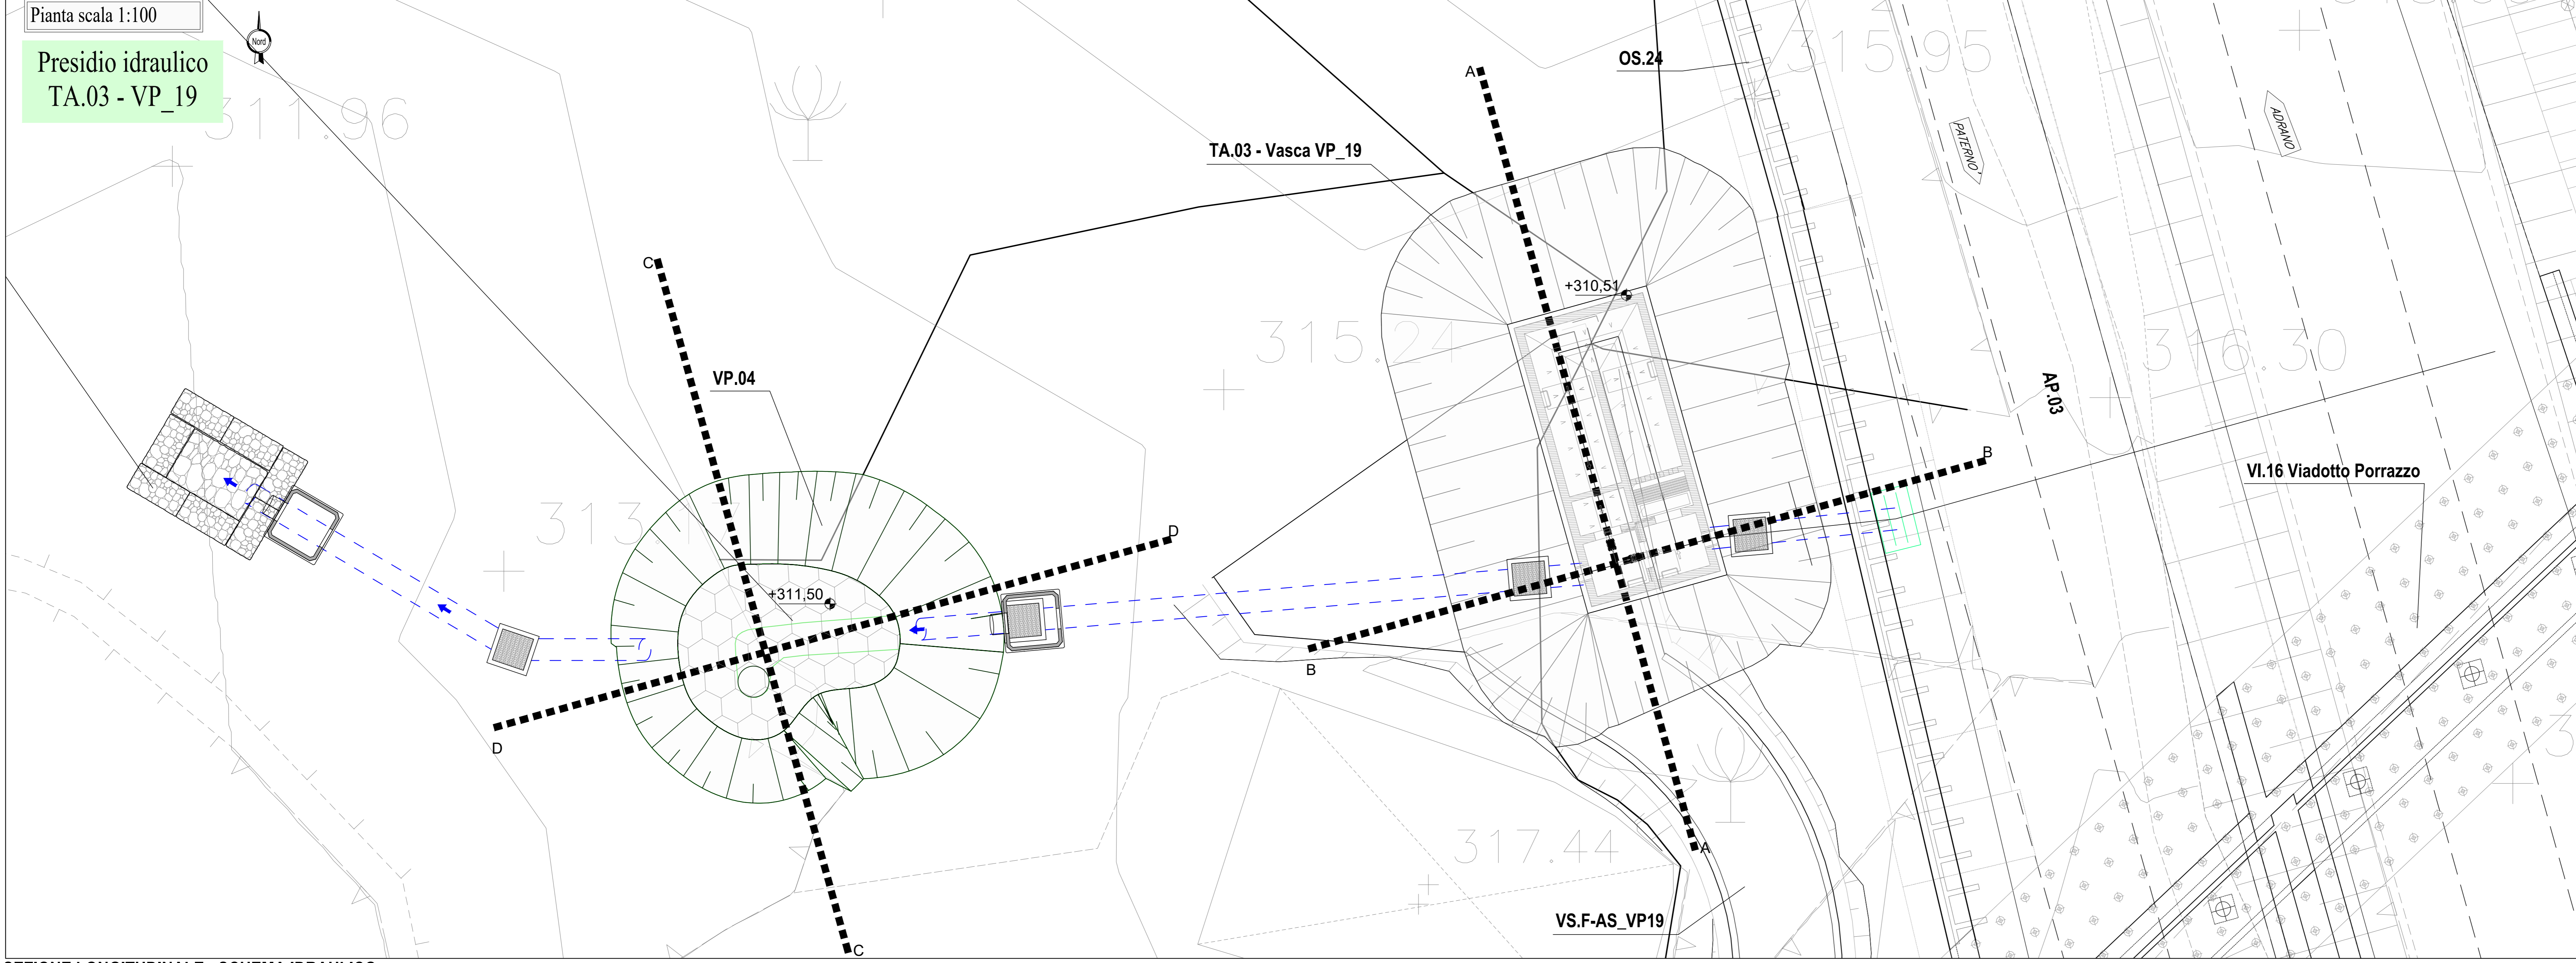 Pianta scala 1:100
Nord
Presidio idraulico
TA.03 - VP_19
311.96
OS.24
315.95
A
TA.03 - Vasca VP_19
PATERNO'
ADRANO
C
+310,51
315.24
316.30
VP.04
AP.03
B
VI.16 Viadotto Porrazzo
D
+311,50
B
D
A
317.44
VS.F-AS_VP19
C